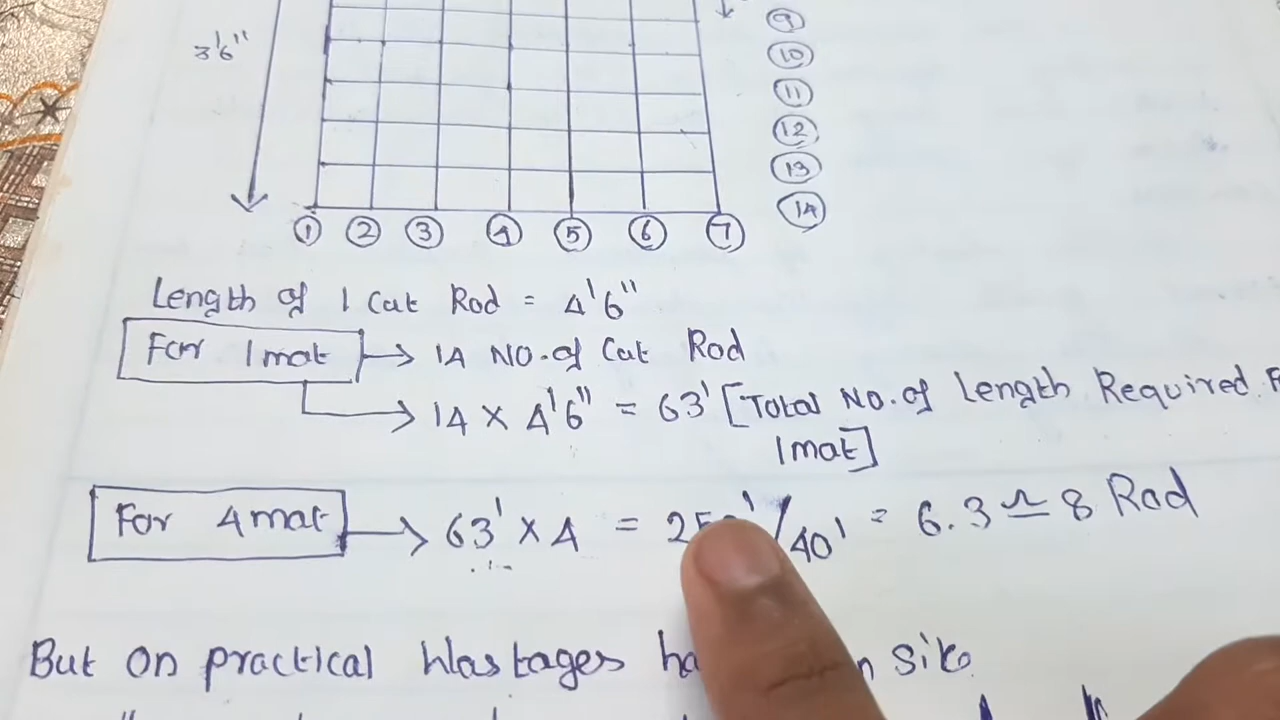 3'6"
9
10
11
12
13
14
1 2 3 4 5 6 7
Length of 1 Cut Rod = 4'6"
For 1mat → 14 NO.of Cut Rod
→ 14 X 4'6" = 63' [Total No.of Length Required
1mat]
For 4mat → 63' X 4 = /40' = 6.3 ≃ 8 Rod
But on practical Wastages on site